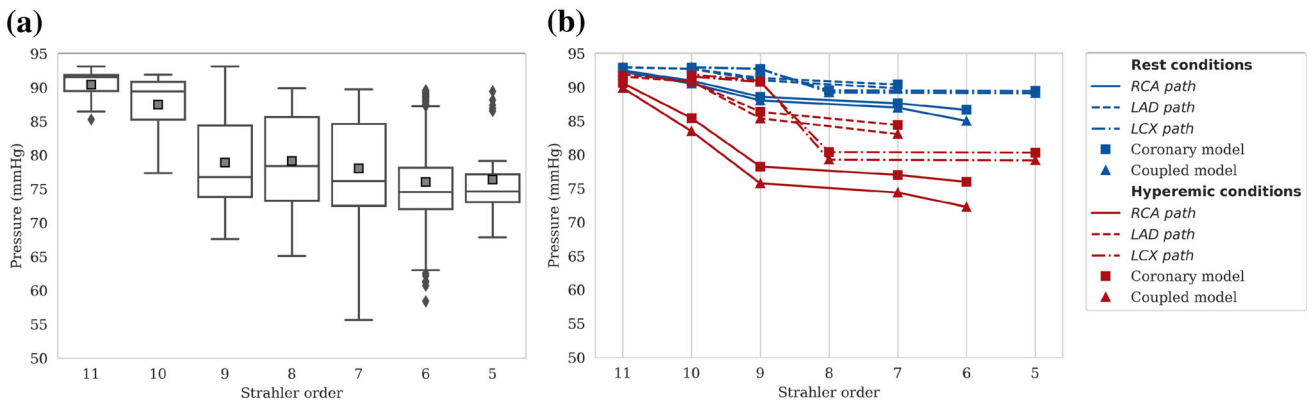 (a)
Pressure (mmHg)
95
90
85
80
75
70
65
60
55
50
11 10 9 8 7 6 5
Strahler order
(b)
Pressure (mmHg)
95
90
85
80
75
70
65
60
55
50
11 10 9 8 7 6 5
Strahler order
Rest conditions
RCA path
LAD path
LCX path
Coronary model
Coupled model
Hyperemic conditions
RCA path
LAD path
LCX path
Coronary model
Coupled model